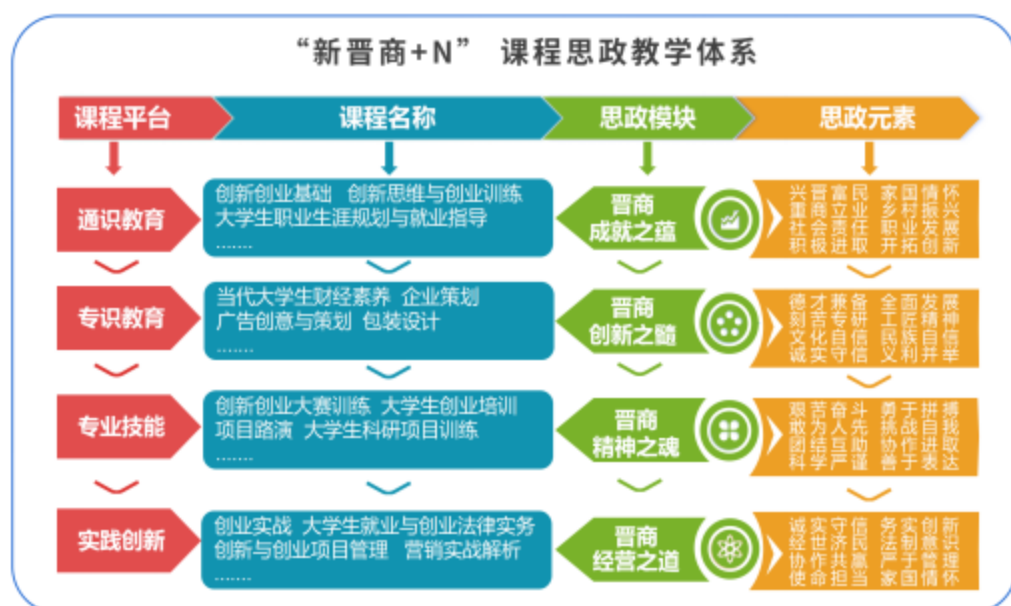 “新晋商+N” 课程思政教学体系
课程平台 课程名称 思政模块 思政元素
通识教育
创新创业基础 创新思维与创业训练
大学生职业生涯规划与就业指导
.......
晋商
成就之蕴
兴晋富民 家国情怀
重商立业 乡村振兴
社会责任 职业发展
积极进取 开拓创新
专识教育
当代大学生财经素养 企业策划
广告创意与策划 包装设计
.......
晋商
创新之髓
德才兼备 全面发展
刻苦专研 工匠精神
文化自信 民族自信
诚实守信 义利并举
专业技能
创新创业大赛训练 大学生创业培训
项目路演 大学生科研项目训练
.......
晋商
精神之魂
艰苦奋斗 勇于拼搏
敢为人先 挑战自我
团结互助 协作进取
科学严谨 善于表达
实践创新
创业实战 大学生就业与创业法律实务
创新与创业项目管理 营销实战解析
.......
晋商
经营之道
诚实守信 务实创新
经世济民 法制意识
协作共赢 严于管理
使命担当 家国情怀